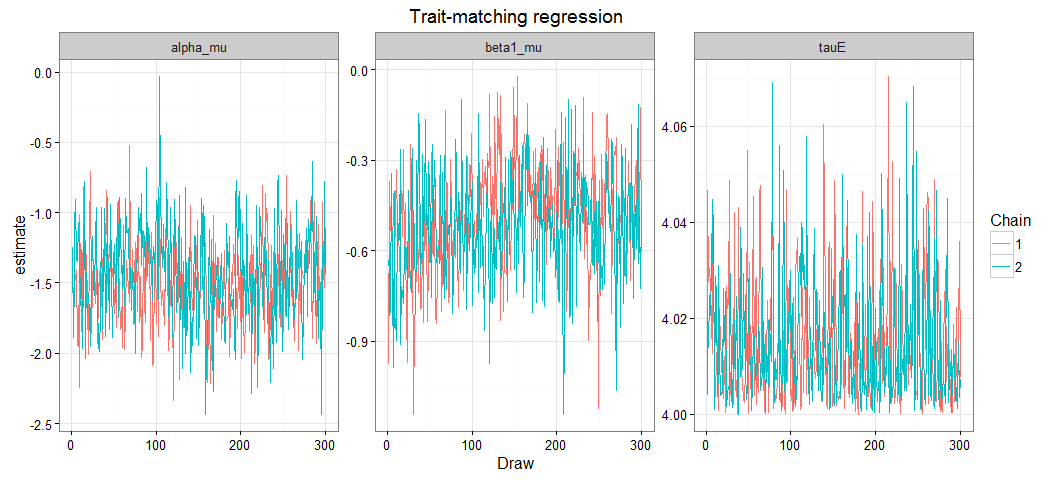 Trait-matching regression
alpha_mu
beta1_mu
tauE
estimate
0.0
-0.5
-1.0
-1.5
-2.0
-2.5
0.0
-0.3
-0.6
-0.9
4.06
4.04
4.02
4.00
0 100 200 300
0 100 200 300
0 100 200 300
Draw
Chain
1
2